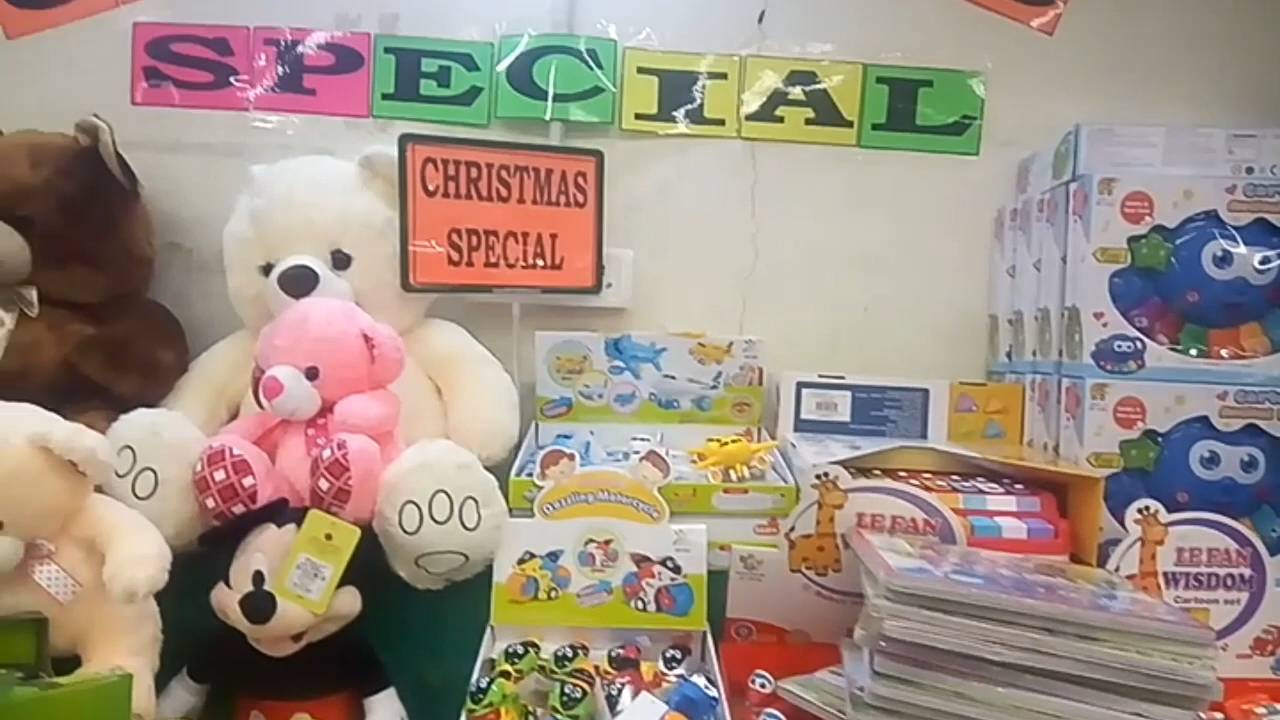 SPECIAL
CHRISTMAS
SPECIAL
Dazzling Motorcycle
LE FAN
LE FAN
WISDOM
Cartoon set